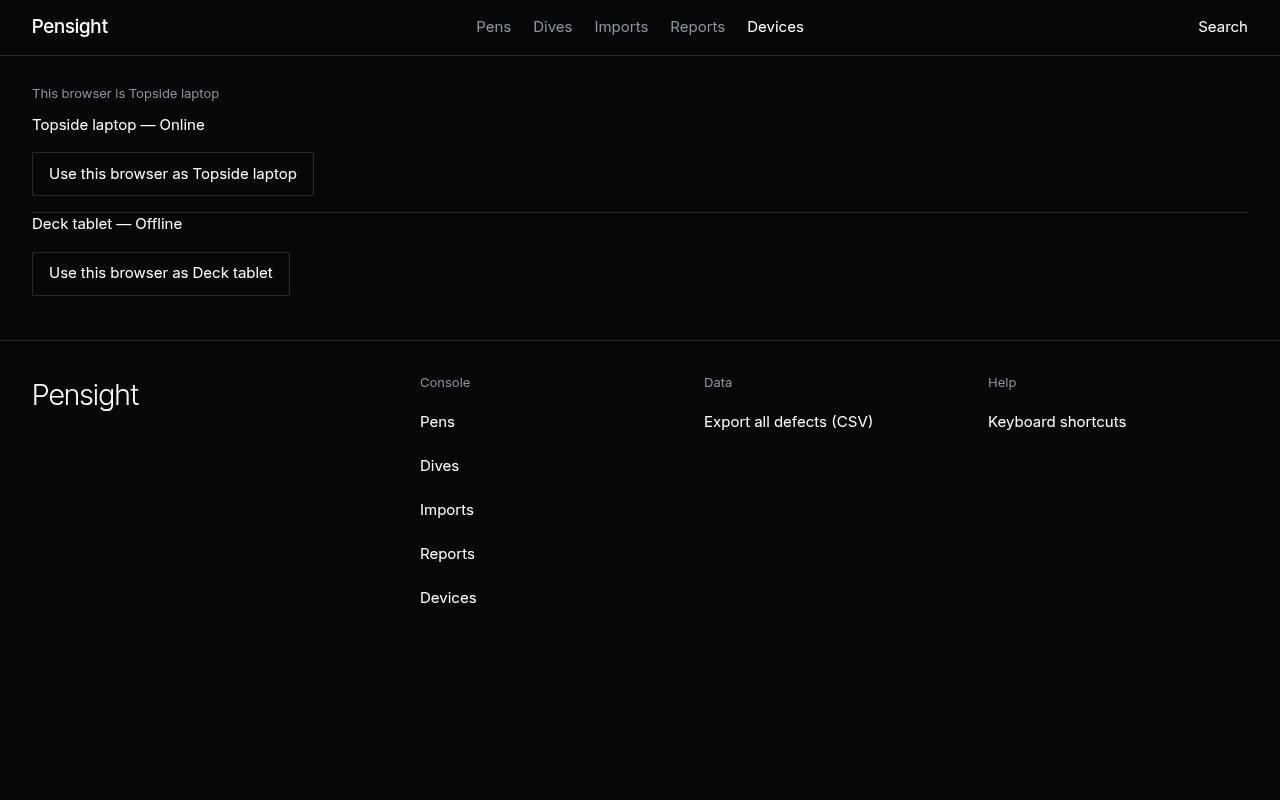 Pensight
Pens Dives Imports Reports Devices
Search
This browser is Topside laptop
Topside laptop — Online
Use this browser as Topside laptop
Deck tablet — Offline
Use this browser as Deck tablet
Pensight
Console
Pens
Dives
Imports
Reports
Devices
Data
Export all defects (CSV)
Help
Keyboard shortcuts